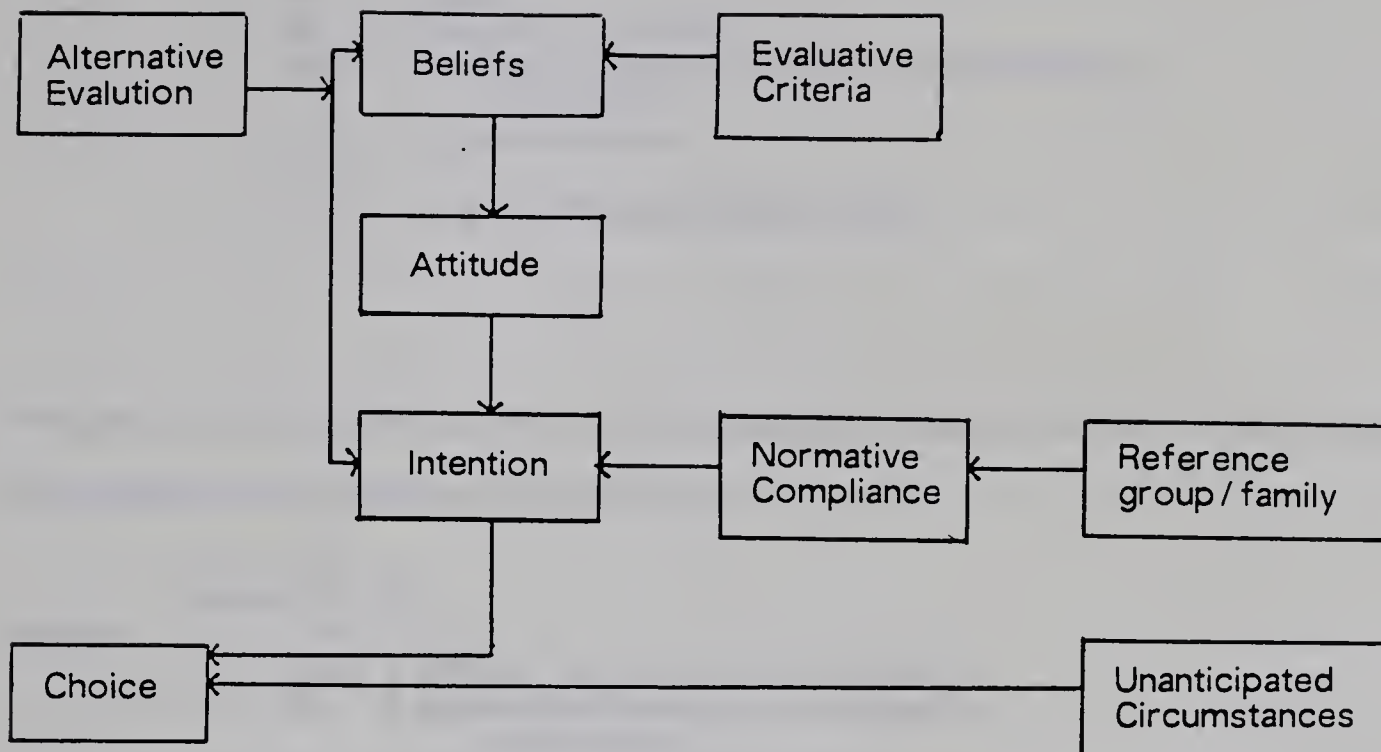 Alternative
Evalution
Beliefs
Evaluative
Criteria
Attitude
Intention
Normative
Compliance
Reference
group / family
Choice
Unanticipated
Circumstances